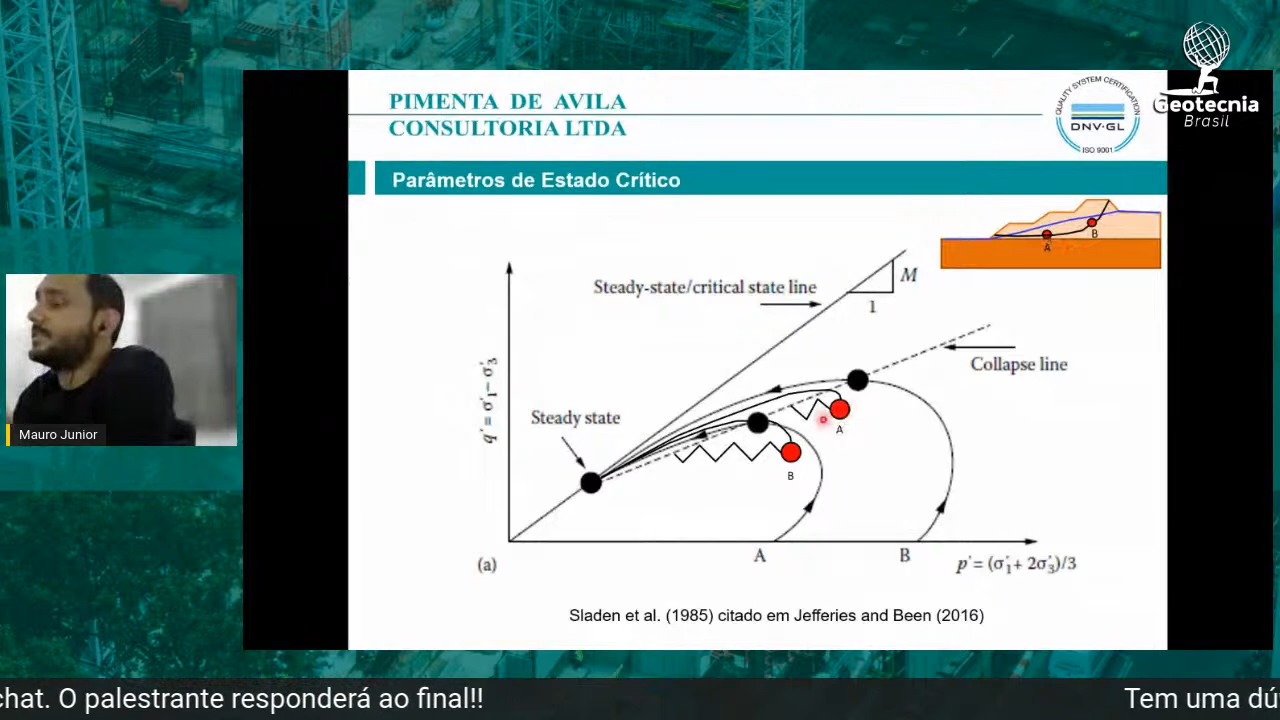 PIMENTA DE AVILA
CONSULTORIA LTDA
QUALITY SYSTEM CERTIFICATION
DNV·GL
ISO 9001
Geotecnia
Brasil
Parâmetros de Estado Crítico
A
B
Steady-state/critical state line
M
1
Collapse line
Steady state
q' = σ'₁ – σ'₃
A
B
A
B
p' = (σ'₁ + 2σ'₃)/3
(a)
Sladen et al. (1985) citado em Jefferies and Been (2016)
Mauro Junior
chat. O palestrante responderá ao final!!
Tem uma dú